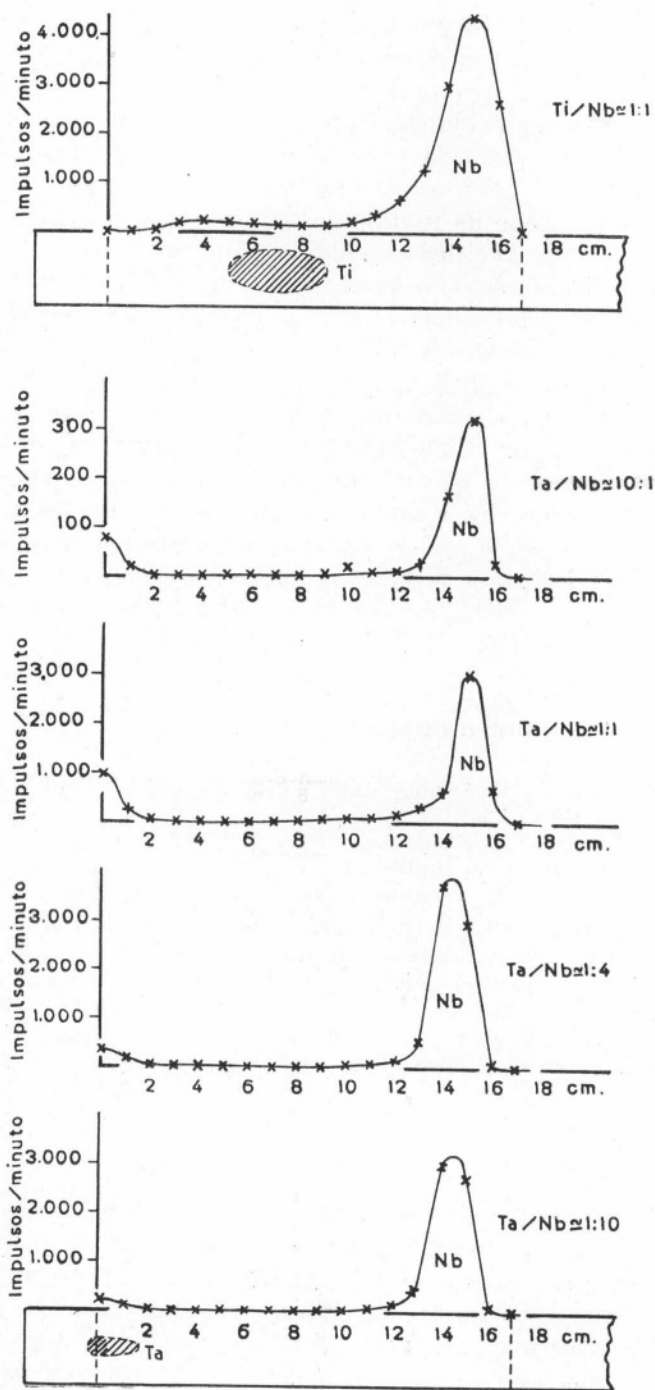 Impulsos/minuto
4.000
3.000
2.000
1.000
Ti/Nb≃1:1
Nb
2 4 6 8 10 12 14 16 18 cm.
Ti
Impulsos/minuto
300
200
100
Ta/Nb≃10:1
Nb
2 4 6 8 10 12 14 16 18 cm.
Impulsos/minuto
3.000
2.000
1.000
Ta/Nb≃1:1
Nb
2 4 6 8 10 12 14 16 18 cm.
Impulsos/minuto
3.000
2.000
1.000
Ta/Nb≃1:4
Nb
2 4 6 8 10 12 14 16 18 cm.
Impulsos/minuto
3.000
2.000
1.000
Ta/Nb≃1:10
Nb
2 4 6 8 10 12 14 16 18 cm.
Ta